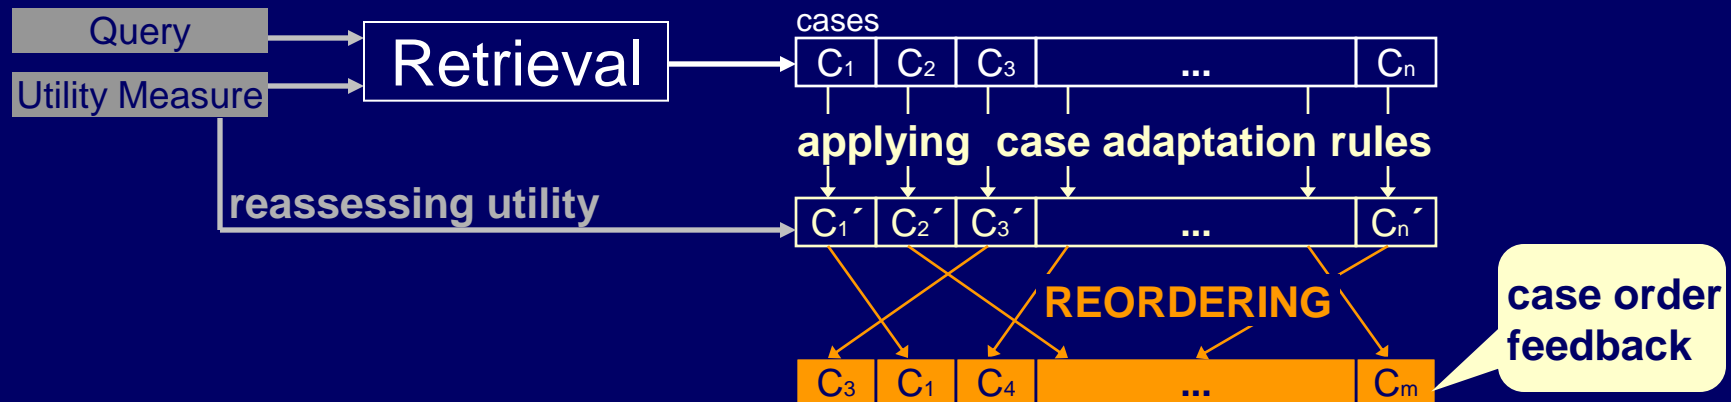 Query
Utility Measure
Retrieval
cases
C1 C2 C3 ... Cn
applying case adaptation rules
reassessing utility
C1´ C2´ C3´ ... Cn´
REORDERING
case order
feedback
C3 C1 C4 ... Cm